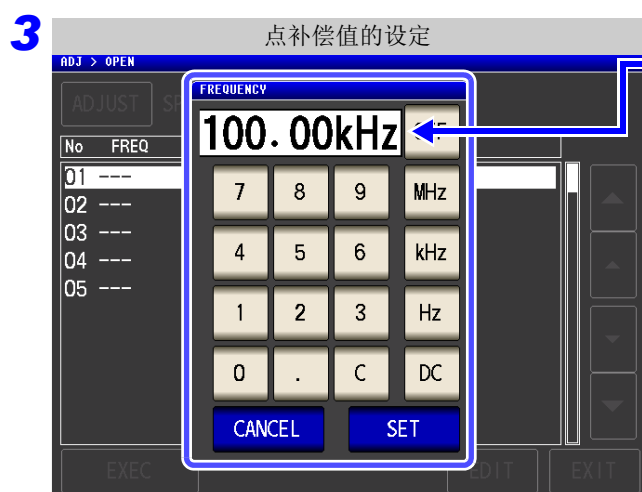 3
点补偿值的设定
ADJ > OPEN
ADJUST
FREQUENCY
100.00kHz
No FREQ
01 ---
02 ---
03 ---
04 ---
05 ---
7 8 9 MHz
4 5 6 kHz
1 2 3 Hz
0 . C DC
CANCEL SET
EXEC EDIT EXIT